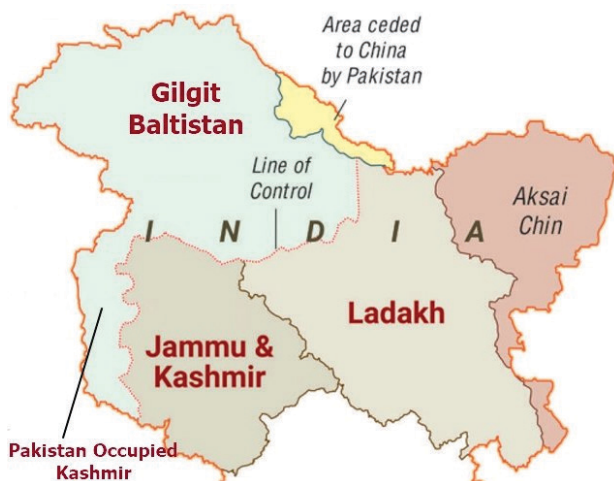 Area ceded
to China
by Pakistan
Gilgit
Baltistan
Line of
Control
Aksai
Chin
I N D I A
Ladakh
Jammu &
Kashmir
Pakistan Occupied
Kashmir